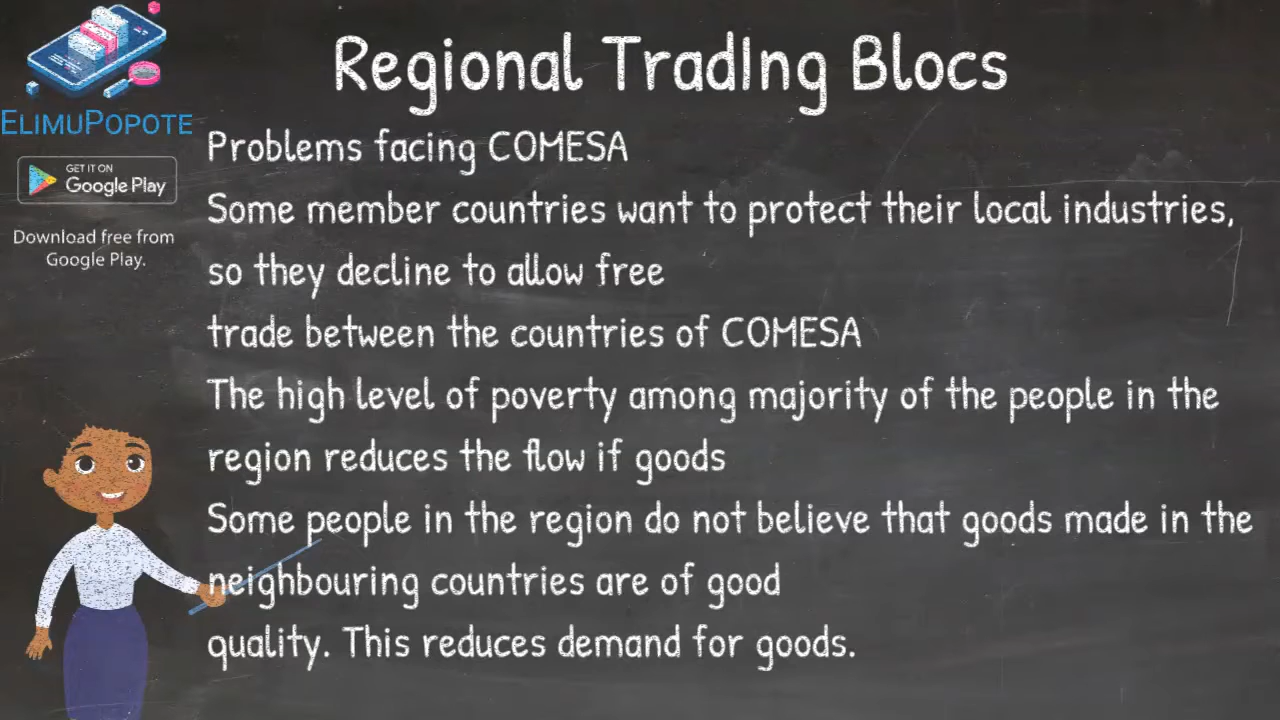 Regional TradIng Blocs
ELIMUPOPOTE
GET IT ON
Google Play
Download free from
Google Play.
Problems facing COMESA
Some member countries want to protect their local industries,
so they decline to allow free
trade between the countries of COMESA
The high level of poverty among majority of the people in the
region reduces the flow if goods
Some people in the region do not believe that goods made in the
neighbouring countries are of good
quality. This reduces demand for goods.